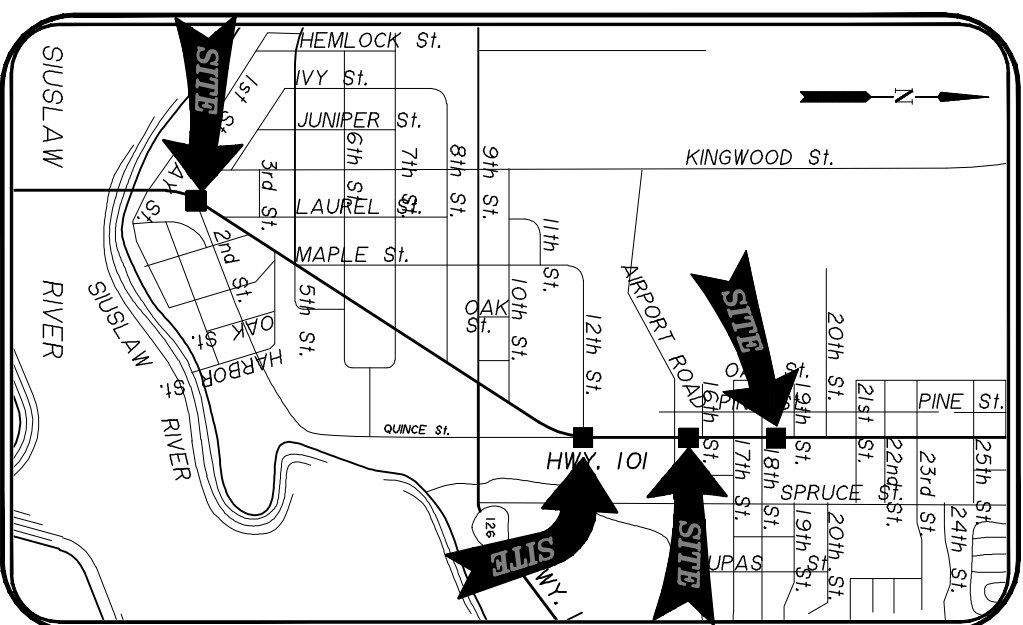 HEMLOCK St.
SIUSLAW
RIVER
SITE
1st St.
IVY St.
JUNIPER St.
6th St.
7th St.
8th St.
9th St.
N
KINGWOOD St.
3rd St.
LAUREL St.
2nd St.
MAPLE St.
11th St.
5th St.
OAK
St.
10th St.
12th St.
AIRPORT ROAD
SITE
20th St.
SIUSLAW
RIVER
OAK St.
HARBOR St.
QUINCE St.
16th St.
19th St.
21st St.
PINE St.
HWY. 101
17th St.
18th St.
22nd St.
23rd St.
25th St.
SPRUCE St.
126
SITE
SITE
19th St.
20th St.
24th St.